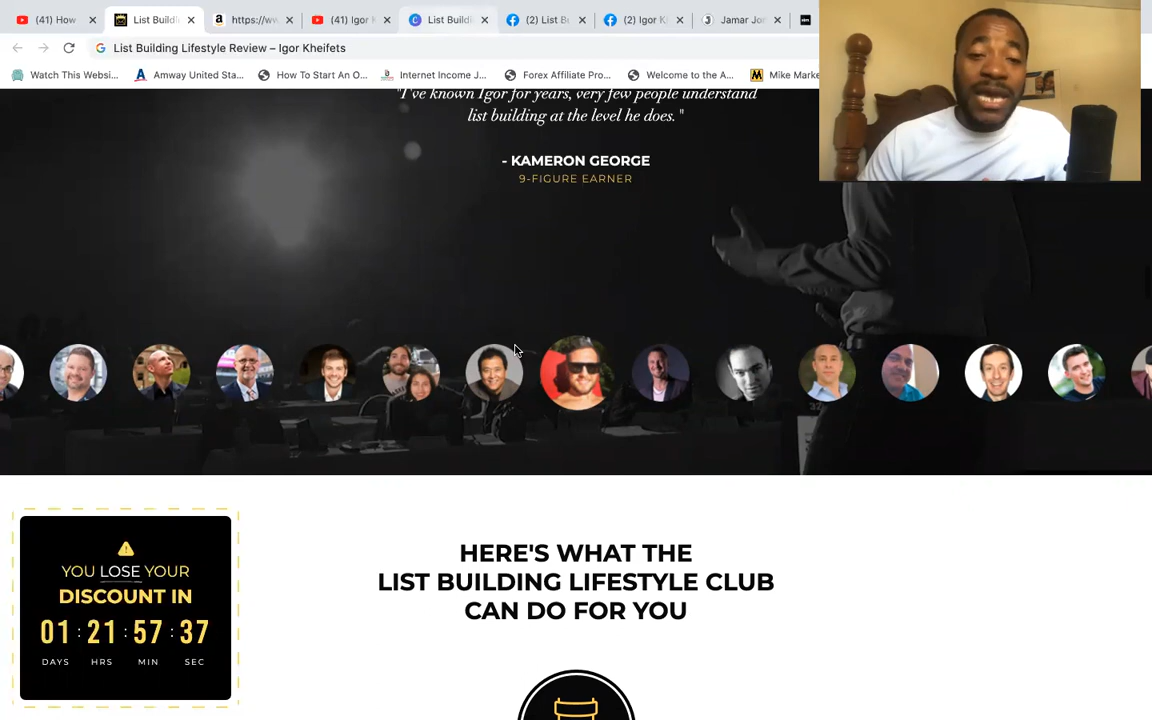 (41) How
List Buildi
https://ww
(41) Igor
List Buildi
(2) List Bu
(2) Igor K
Jamar Jor
List Building Lifestyle Review – Igor Kheifets
Watch This Websi...
Amway United Sta...
How To Start An O...
Internet Income J...
Forex Affiliate Pro...
Welcome to the A...
Mike Marke
"I've known Igor for years, very few people understand
list building at the level he does."
- KAMERON GEORGE
9-FIGURE EARNER
YOU LOSE YOUR
DISCOUNT IN
01 : 21 : 57 : 37
DAYS HRS MIN SEC
HERE'S WHAT THE
LIST BUILDING LIFESTYLE CLUB
CAN DO FOR YOU